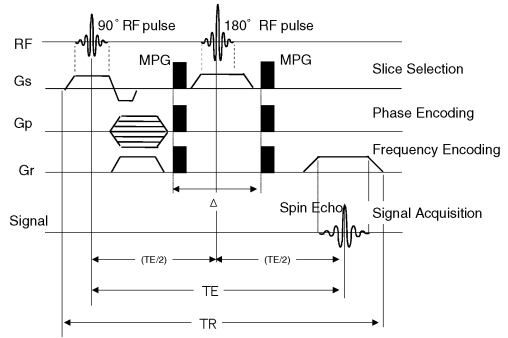 90° RF pulse
180° RF pulse
RF
MPG
MPG
Slice Selection
Gs
Phase Encoding
Gp
Frequency Encoding
Gr
Δ
Spin Echo
Signal Acquisition
Signal
(TE/2)
(TE/2)
TE
TR